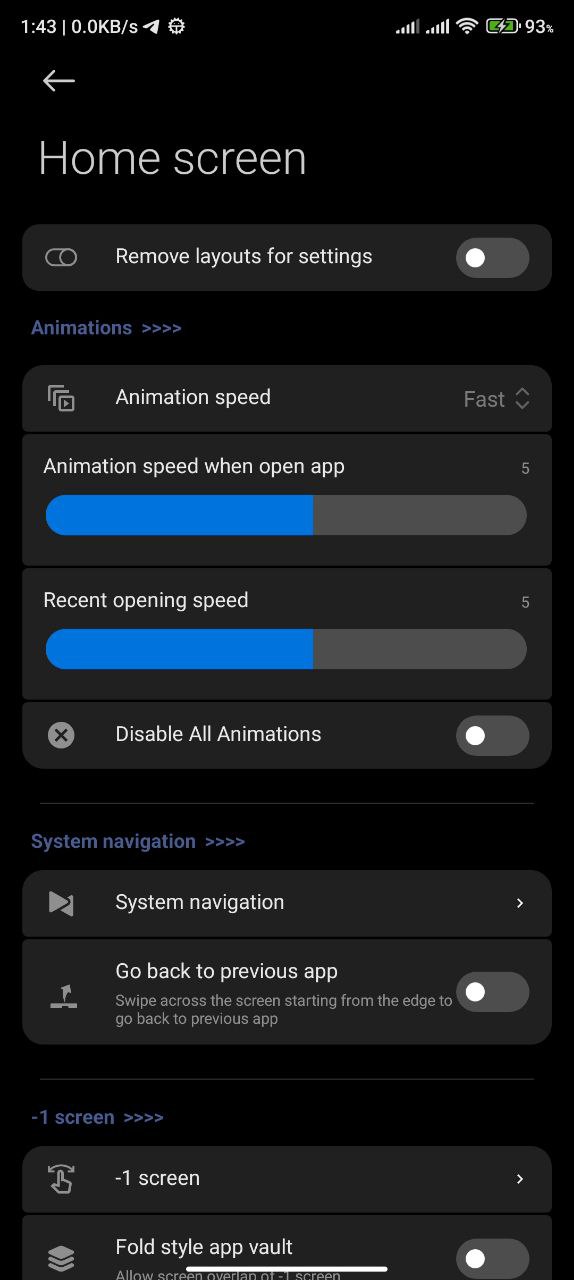 1:43 | 0.0KB/s 93%
Home screen
Remove layouts for settings
Animations >>>>
Animation speed Fast
Animation speed when open app 5
Recent opening speed 5
Disable All Animations
System navigation >>>>
System navigation
Go back to previous app
Swipe across the screen starting from the edge to
go back to previous app
-1 screen >>>>
-1 screen
Fold style app vault
Allow screen overlap of -1 screen